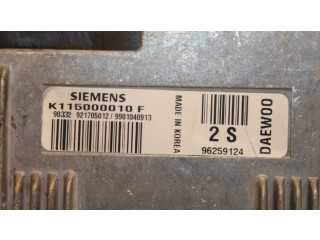 SIEMENS
K115000010 F
90332 921705012 / 9901040913
MADE IN KOREA
2 S
96259124
DAEWOO